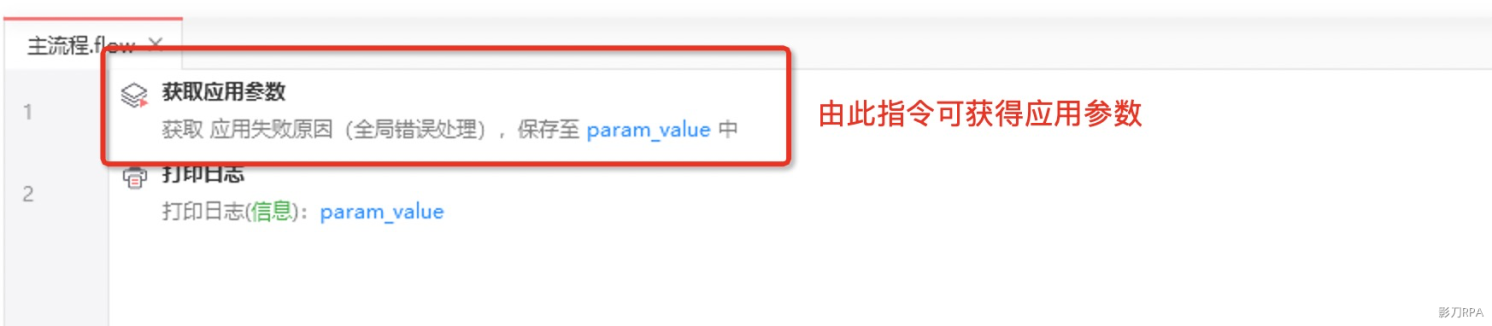 主流程.flow ×
1
获取应用参数
获取 应用失败原因（全局错误处理），保存至 param_value 中
由此指令可获得应用参数
2
打印日志
打印日志(信息)：param_value
影刀RPA